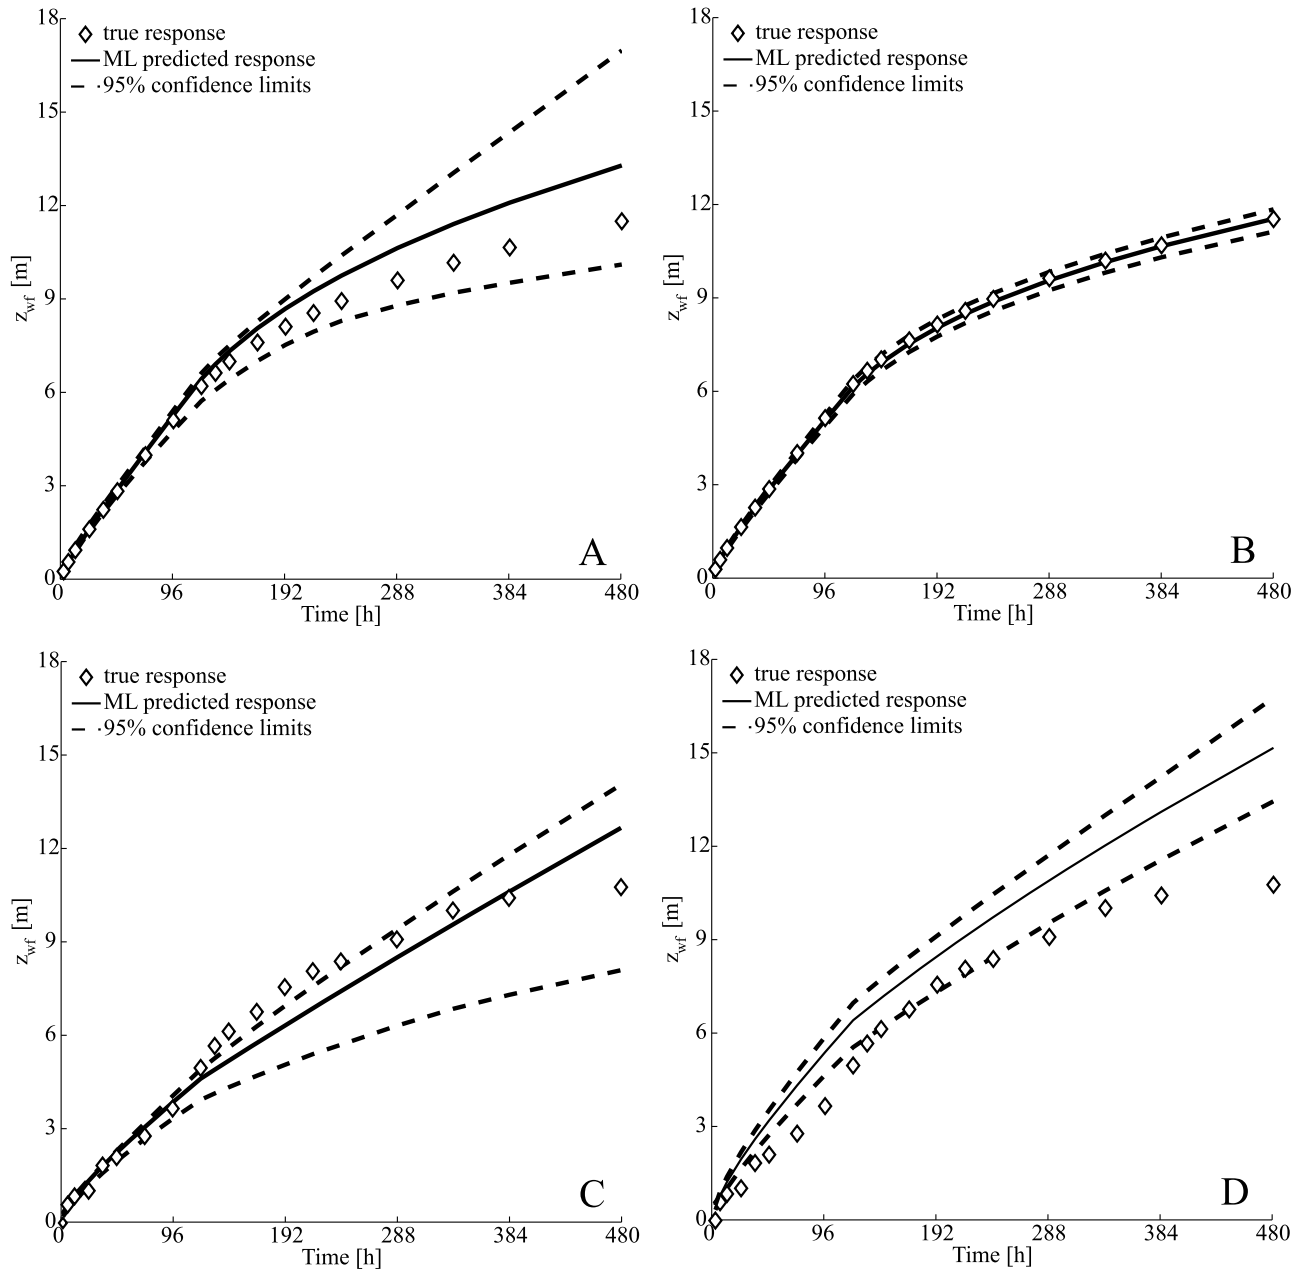 18
15
12
9
6
3
0
z_wf [m]
true response
ML predicted response
95% confidence limits
A
0 96 192 288 384 480
Time [h]
18
15
12
9
6
3
0
z_wf [m]
true response
ML predicted response
95% confidence limits
B
0 96 192 288 384 480
Time [h]
18
15
12
9
6
3
0
z_wf [m]
true response
ML predicted response
95% confidence limits
C
0 96 192 288 384 480
Time [h]
18
15
12
9
6
3
0
z_wf [m]
true response
ML predicted response
95% confidence limits
D
0 96 192 288 384 480
Time [h]